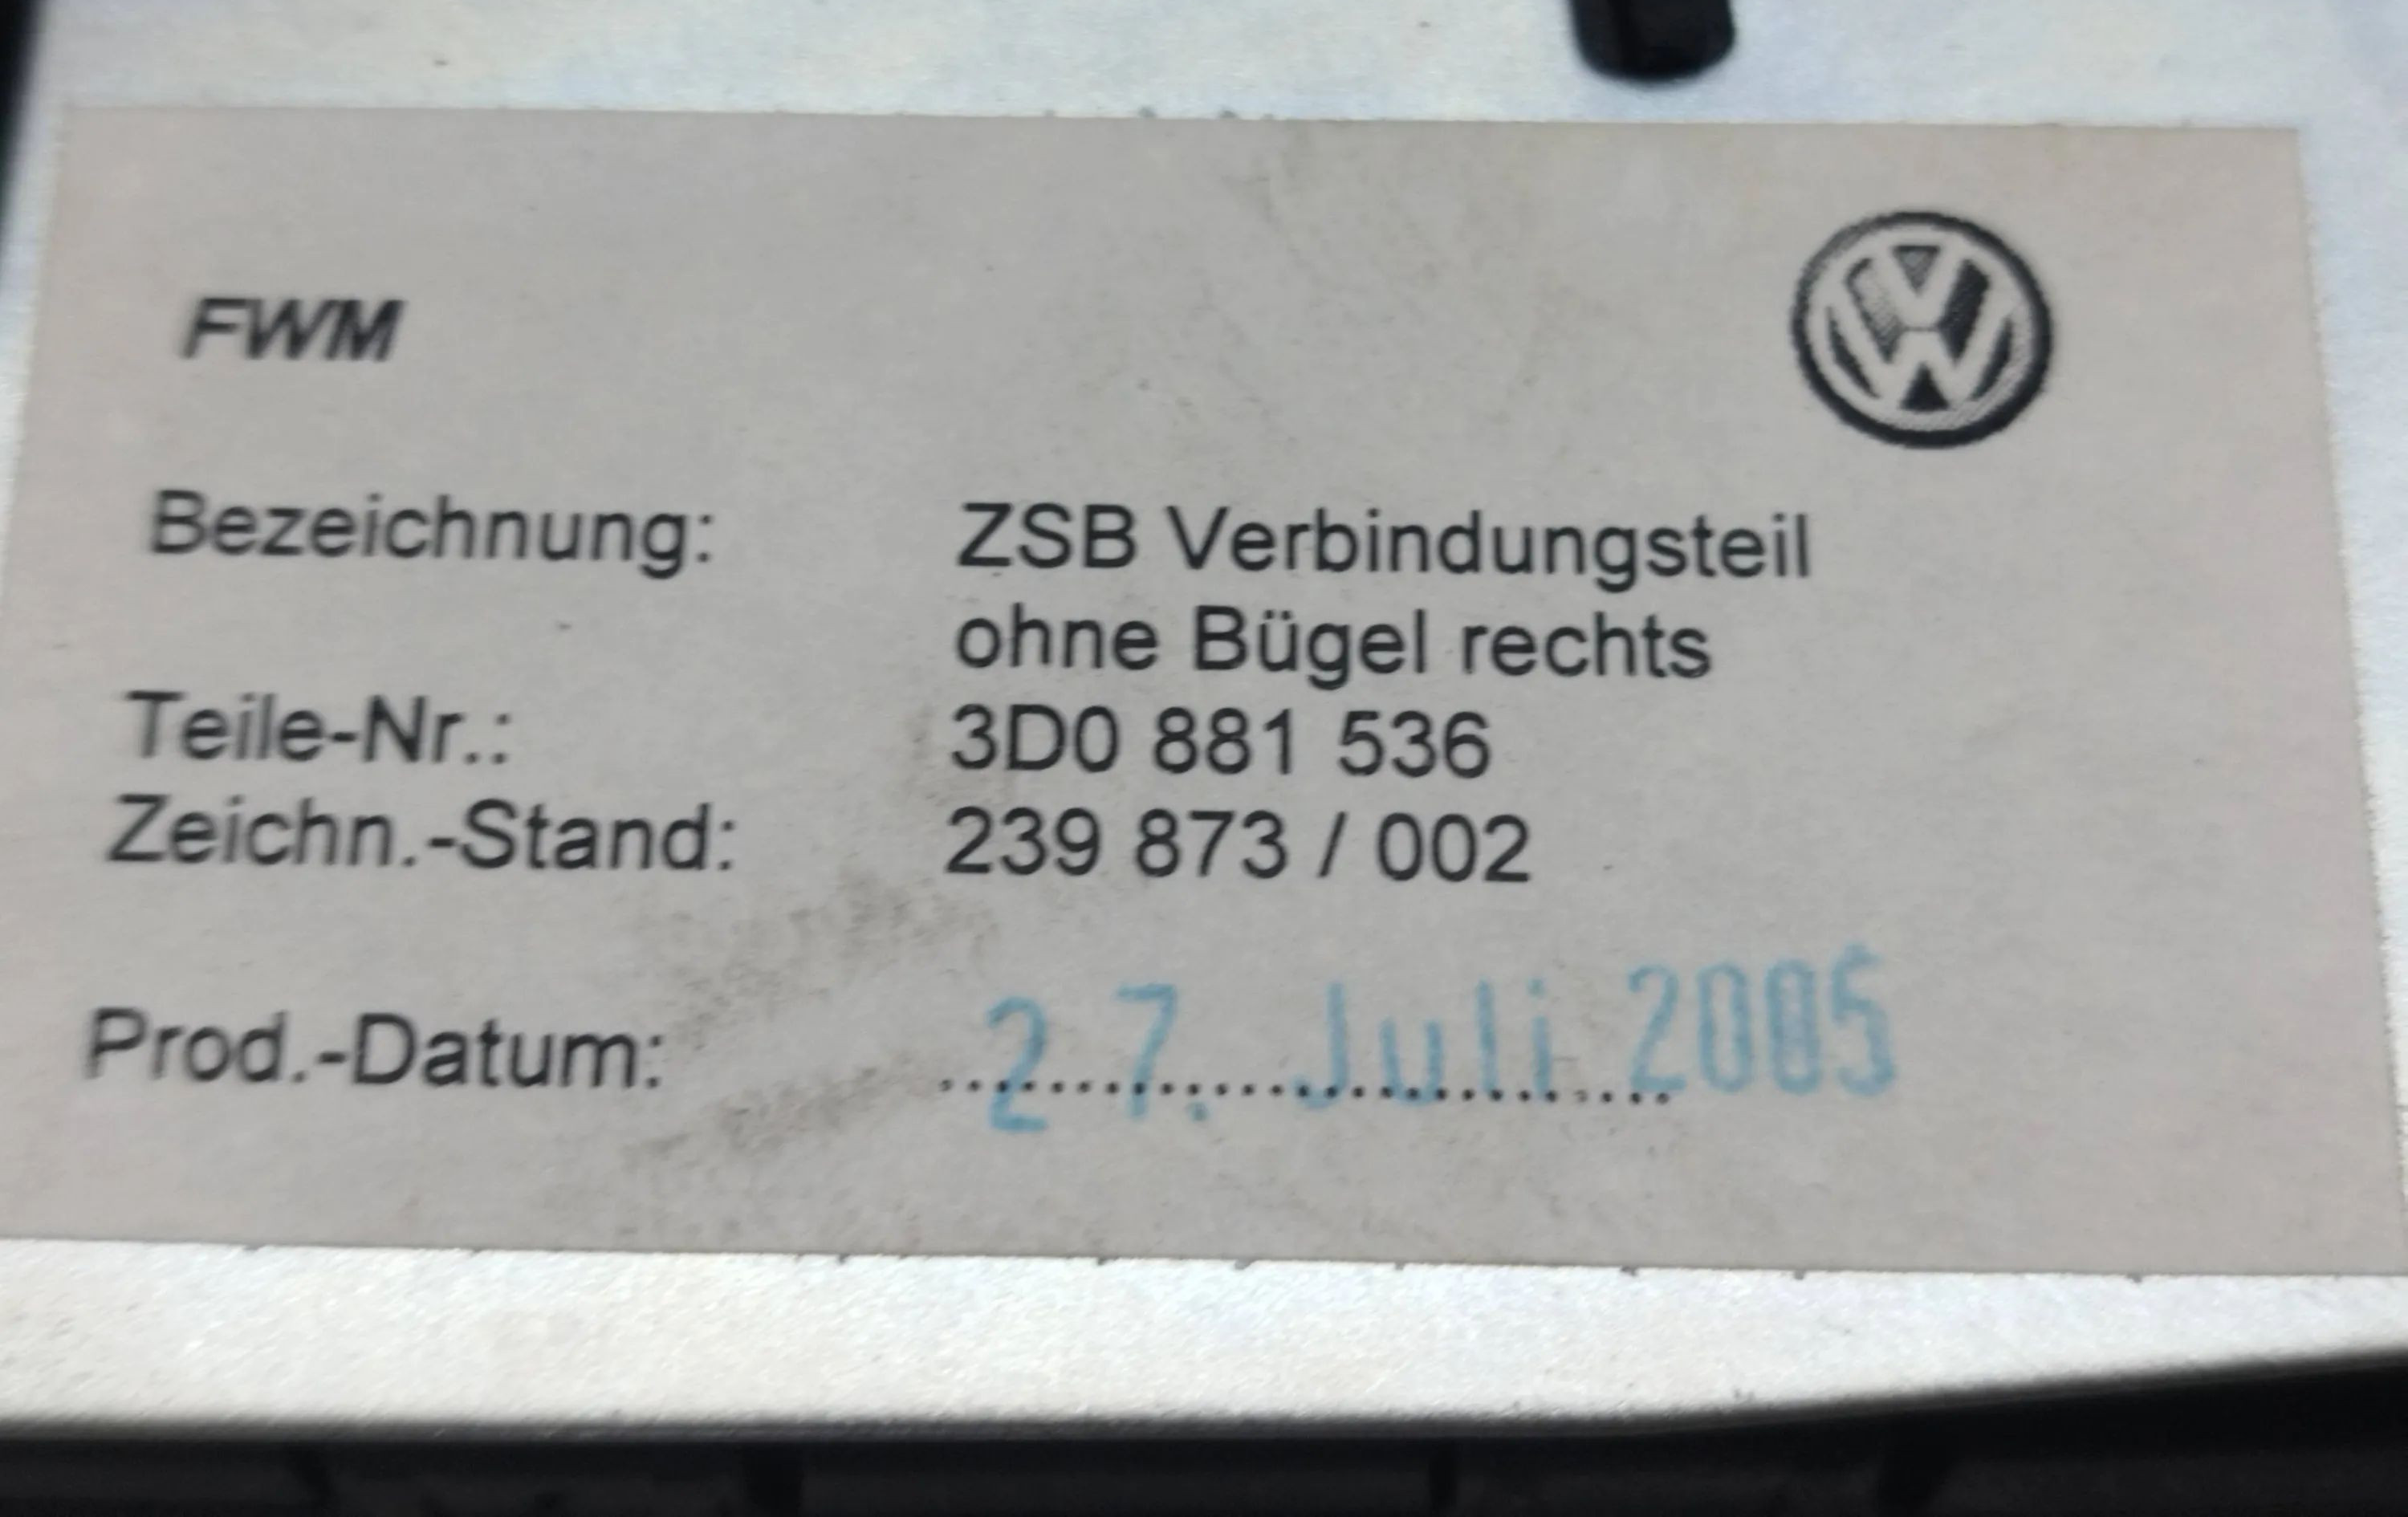 FWM
Bezeichnung: ZSB Verbindungsteil
ohne Bügel rechts
Teile-Nr.: 3D0 881 536
Zeichn.-Stand: 239 873 / 002
Prod.-Datum: 27. Juli 2005